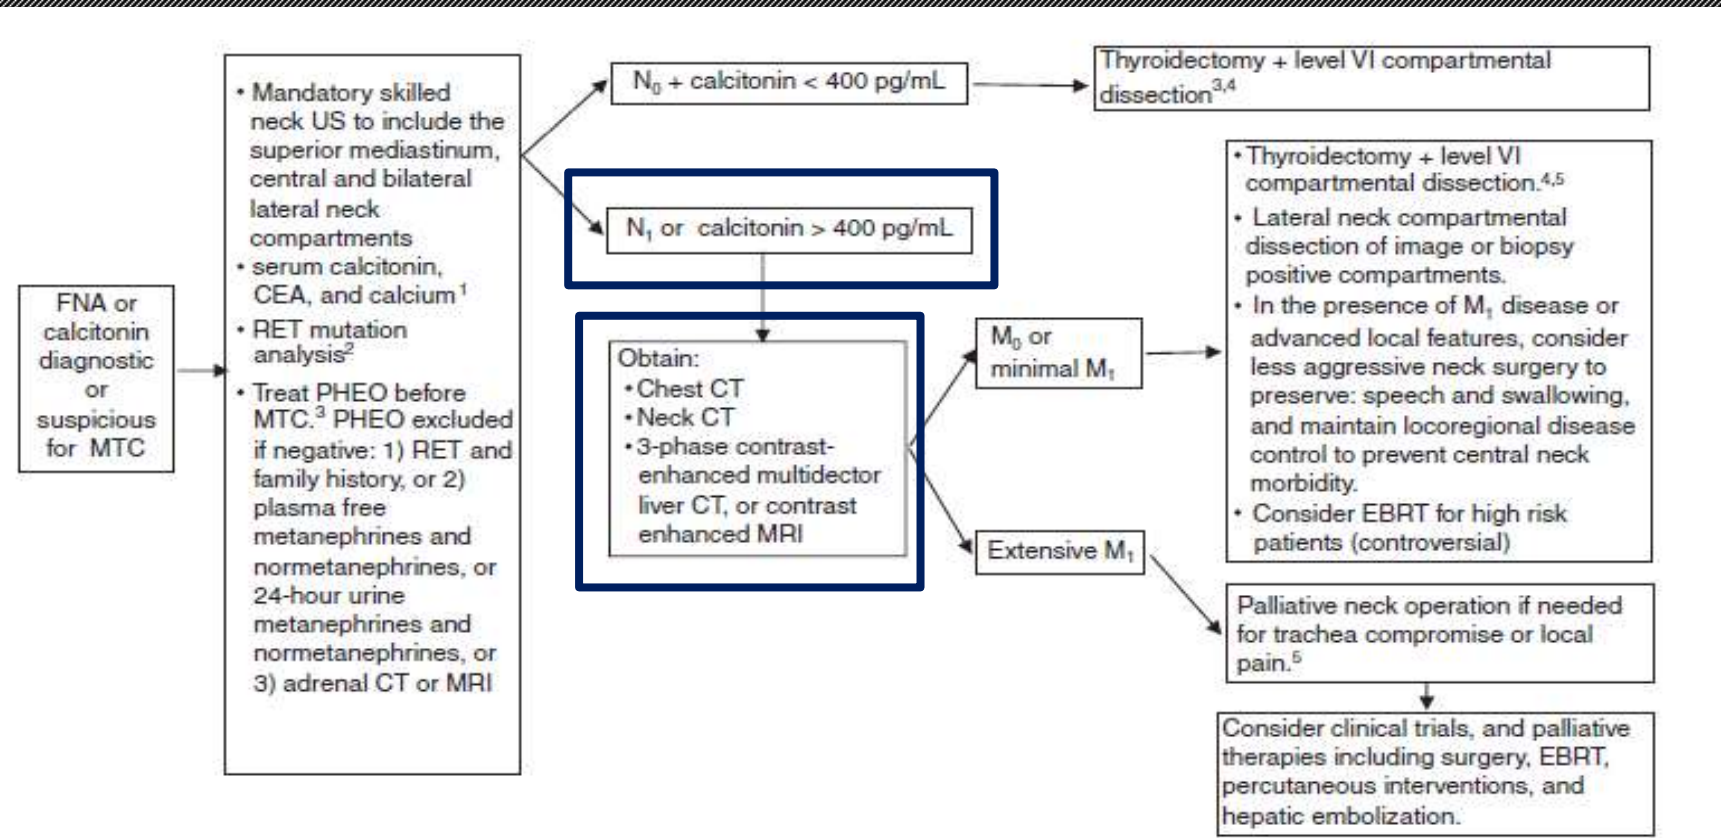 FNA or
calcitonin
diagnostic
or
suspicious
for MTC
• Mandatory skilled
neck US to include the
superior mediastinum,
central and bilateral
lateral neck
compartments
• serum calcitonin,
CEA, and calcium¹
• RET mutation
analysis²
• Treat PHEO before
MTC.³ PHEO excluded
if negative: 1) RET and
family history, or 2)
plasma free
metanephrines and
normetanephrines, or
24-hour urine
metanephrines and
normetanephrines, or
3) adrenal CT or MRI
N₀ + calcitonin < 400 pg/mL
Thyroidectomy + level VI compartmental
dissection³,⁴
N₁ or calcitonin > 400 pg/mL
Obtain:
• Chest CT
• Neck CT
• 3-phase contrast-
enhanced multidector
liver CT, or contrast
enhanced MRI
M₀ or
minimal M₁
• Thyroidectomy + level VI
compartmental dissection.⁴,⁵
• Lateral neck compartmental
dissection of image or biopsy
positive compartments.
• In the presence of M₁ disease or
advanced local features, consider
less aggressive neck surgery to
preserve: speech and swallowing,
and maintain locoregional disease
control to prevent central neck
morbidity.
• Consider EBRT for high risk
patients (controversial)
Extensive M₁
Palliative neck operation if needed
for trachea compromise or local
pain.⁵
Consider clinical trials, and palliative
therapies including surgery, EBRT,
percutaneous interventions, and
hepatic embolization.